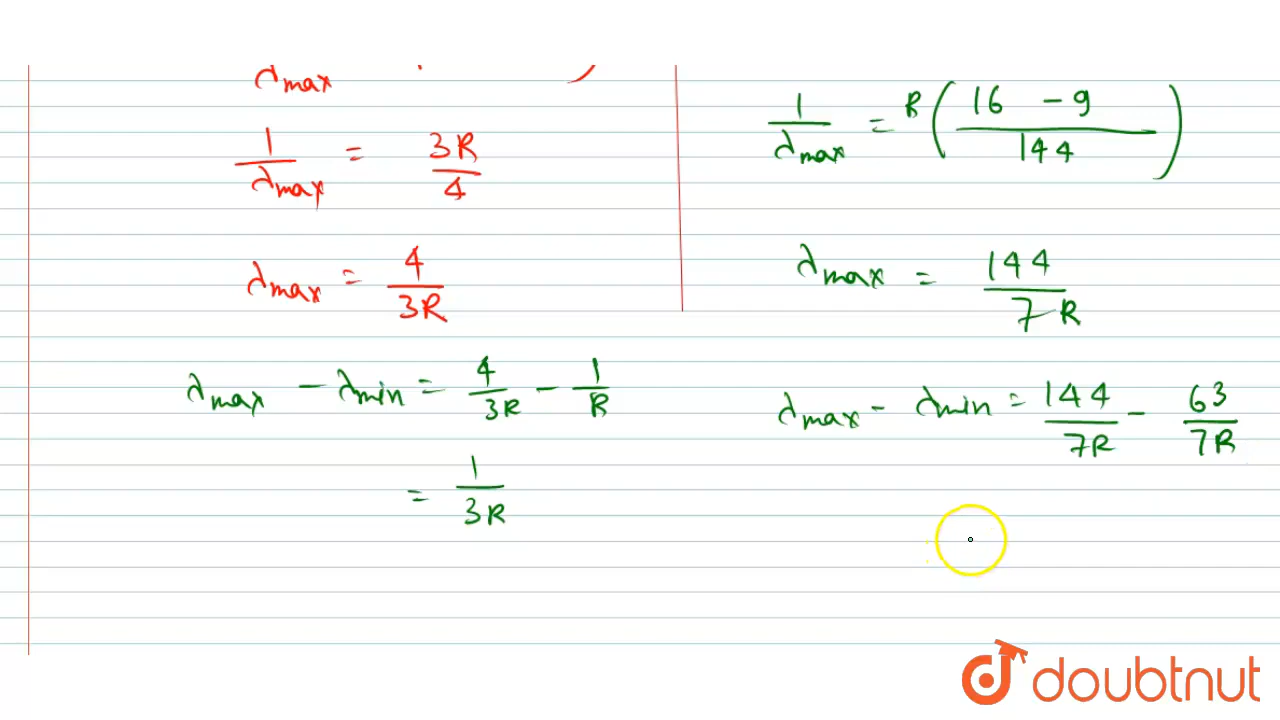 λmax
1/λmax = 3R/4
λmax = 4/3R
λmax - λmin = 4/3R - 1/R
= 1/3R
1/λmax = R(16 - 9/144)
λmax = 144/7R
λmax - λmin = 144/7R - 63/7R
doubtnut